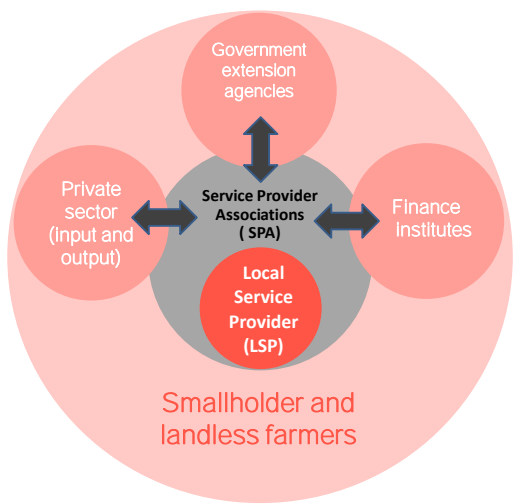 Government
extension
agencies
Private
sector
(input and
output)
Service Provider
Associations
( SPA)
Finance
institutes
Local
Service
Provider
(LSP)
Smallholder and
landless farmers